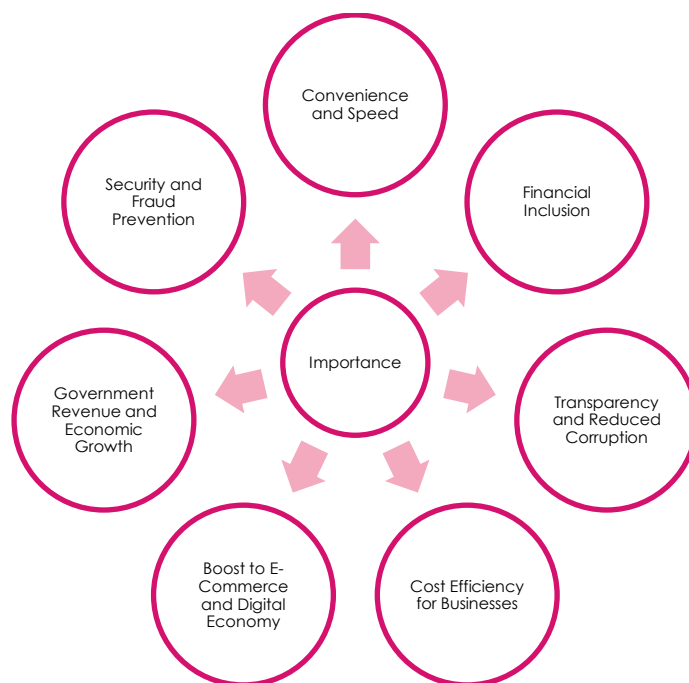 Convenience
and Speed
Financial
Inclusion
Transparency
and Reduced
Corruption
Cost Efficiency
for Businesses
Boost to E-
Commerce
and Digital
Economy
Government
Revenue and
Economic
Growth
Security and
Fraud
Prevention
Importance